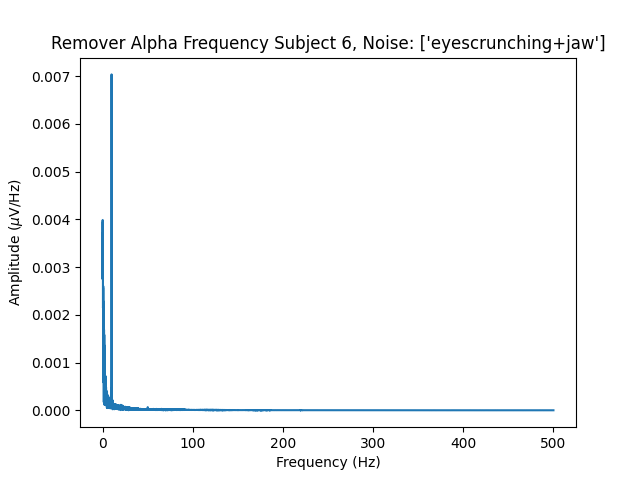 Remover Alpha Frequency Subject 6, Noise: ['eyescrunching+jaw']
0.007
0.006
0.005
0.004
0.003
0.002
0.001
0.000
Amplitude (μV/Hz)
0 100 200 300 400 500
Frequency (Hz)